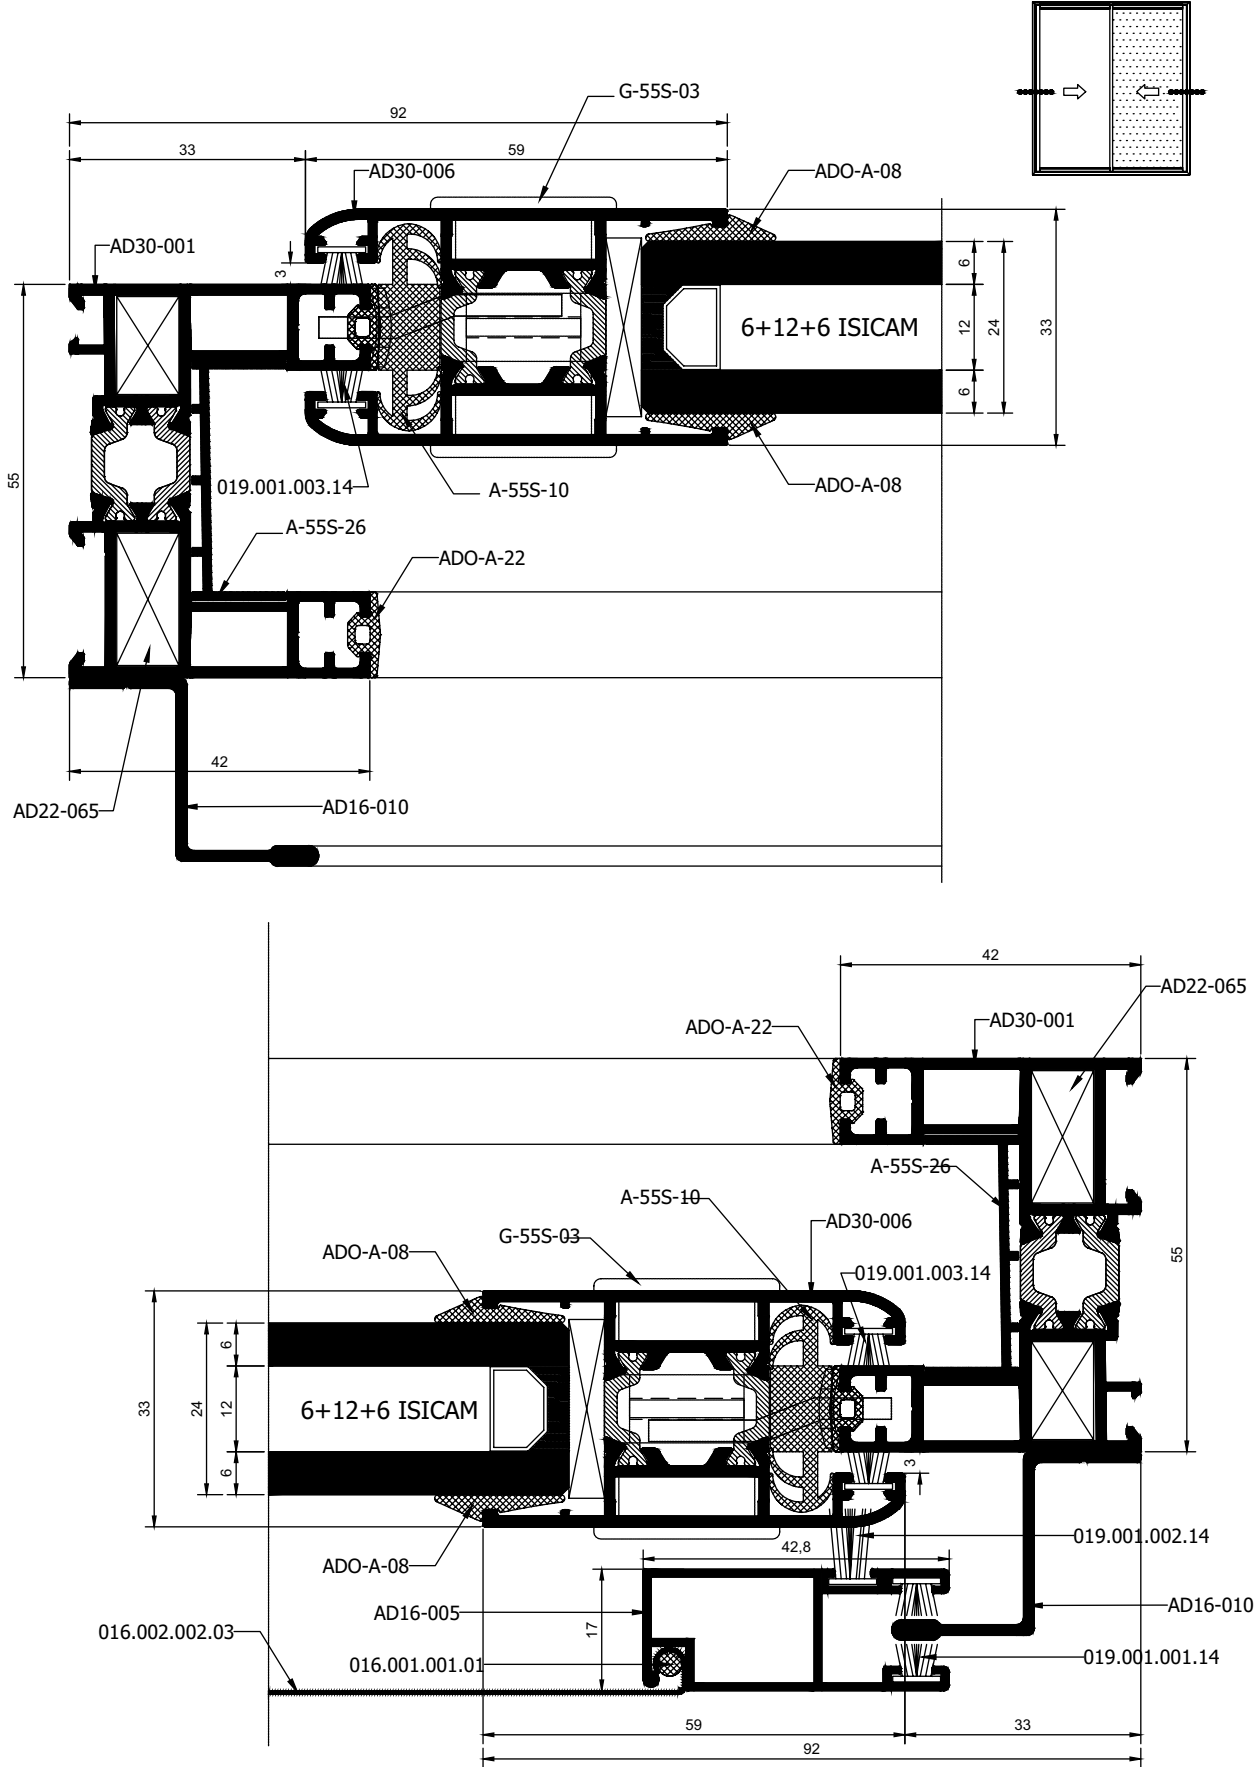 G-55S-03
92
33
59
AD30-006
ADO-A-08
AD30-001
3
6
6+12+6 ISICAM
12
24
33
6
55
019.001.003.14
A-55S-10
ADO-A-08
A-55S-26
ADO-A-22
42
AD22-065
AD16-010
42
AD22-065
ADO-A-22
AD30-001
A-55S-26
A-55S-10
AD30-006
G-55S-03
ADO-A-08
019.001.003.14
55
6
33
24
12
6+12+6 ISICAM
6
3
019.001.002.14
42,8
ADO-A-08
AD16-005
17
AD16-010
016.002.002.03
016.001.001.01
019.001.001.14
59
33
92